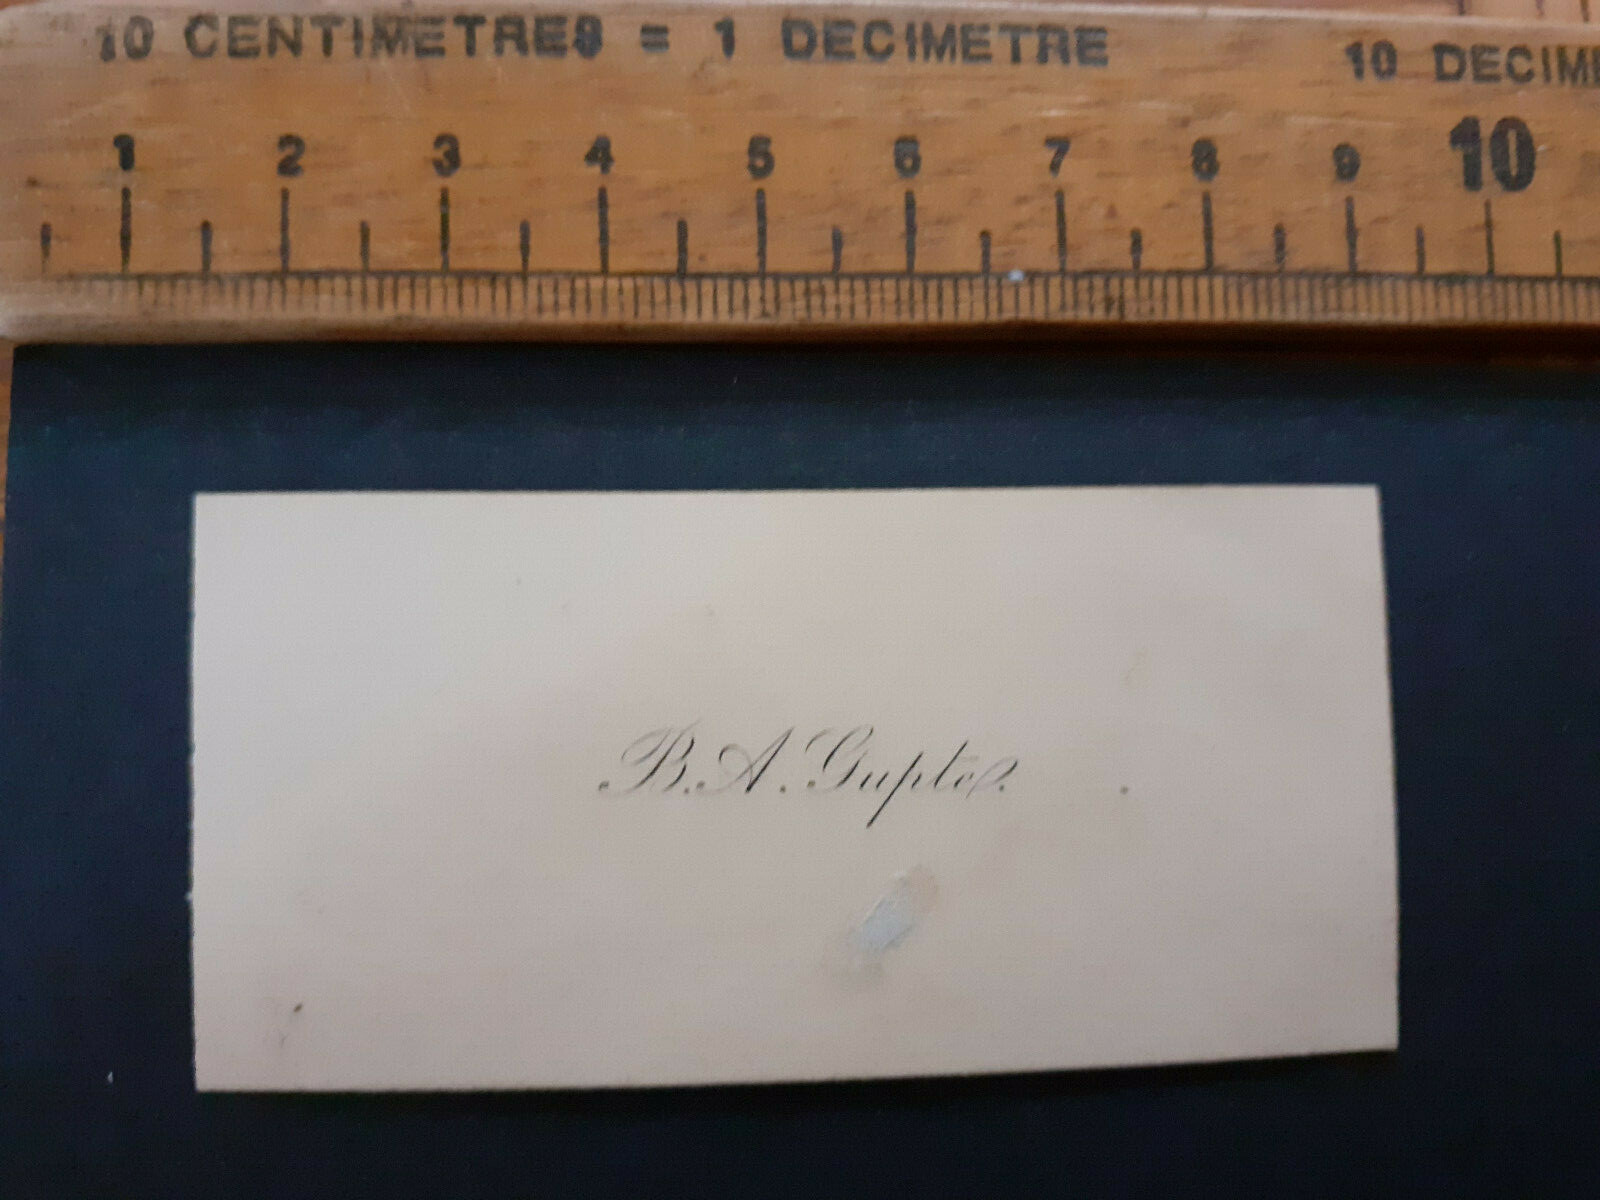 10 CENTIMETRES = 1 DECIMETRE 10 DECIM
1 2 3 4 5 6 7 8 9 10
B. A. Gupte.